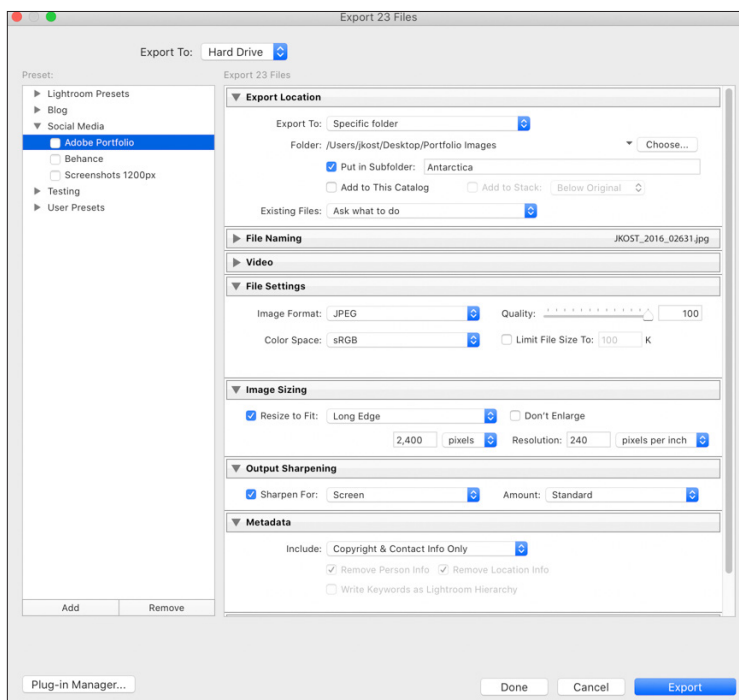 Export 23 Files
Export To: Hard Drive
Preset:
Lightroom Presets
Blog
Social Media
Adobe Portfolio
Behance
Screenshots 1200px
Testing
User Presets
Add Remove
Export 23 Files
Export Location
Export To: Specific folder
Folder: /Users/jkost/Desktop/Portfolio Images Choose...
Put in Subfolder: Antarctica
Add to This Catalog Add to Stack: Below Original
Existing Files: Ask what to do
File Naming JKOST_2016_02631.jpg
Video
File Settings
Image Format: JPEG Quality: 100
Color Space: sRGB Limit File Size To: 100 K
Image Sizing
Resize to Fit: Long Edge Don't Enlarge
2,400 pixels Resolution: 240 pixels per inch
Output Sharpening
Sharpen For: Screen Amount: Standard
Metadata
Include: Copyright & Contact Info Only
Remove Person Info Remove Location Info
Write Keywords as Lightroom Hierarchy
Plug-in Manager... Done Cancel Export